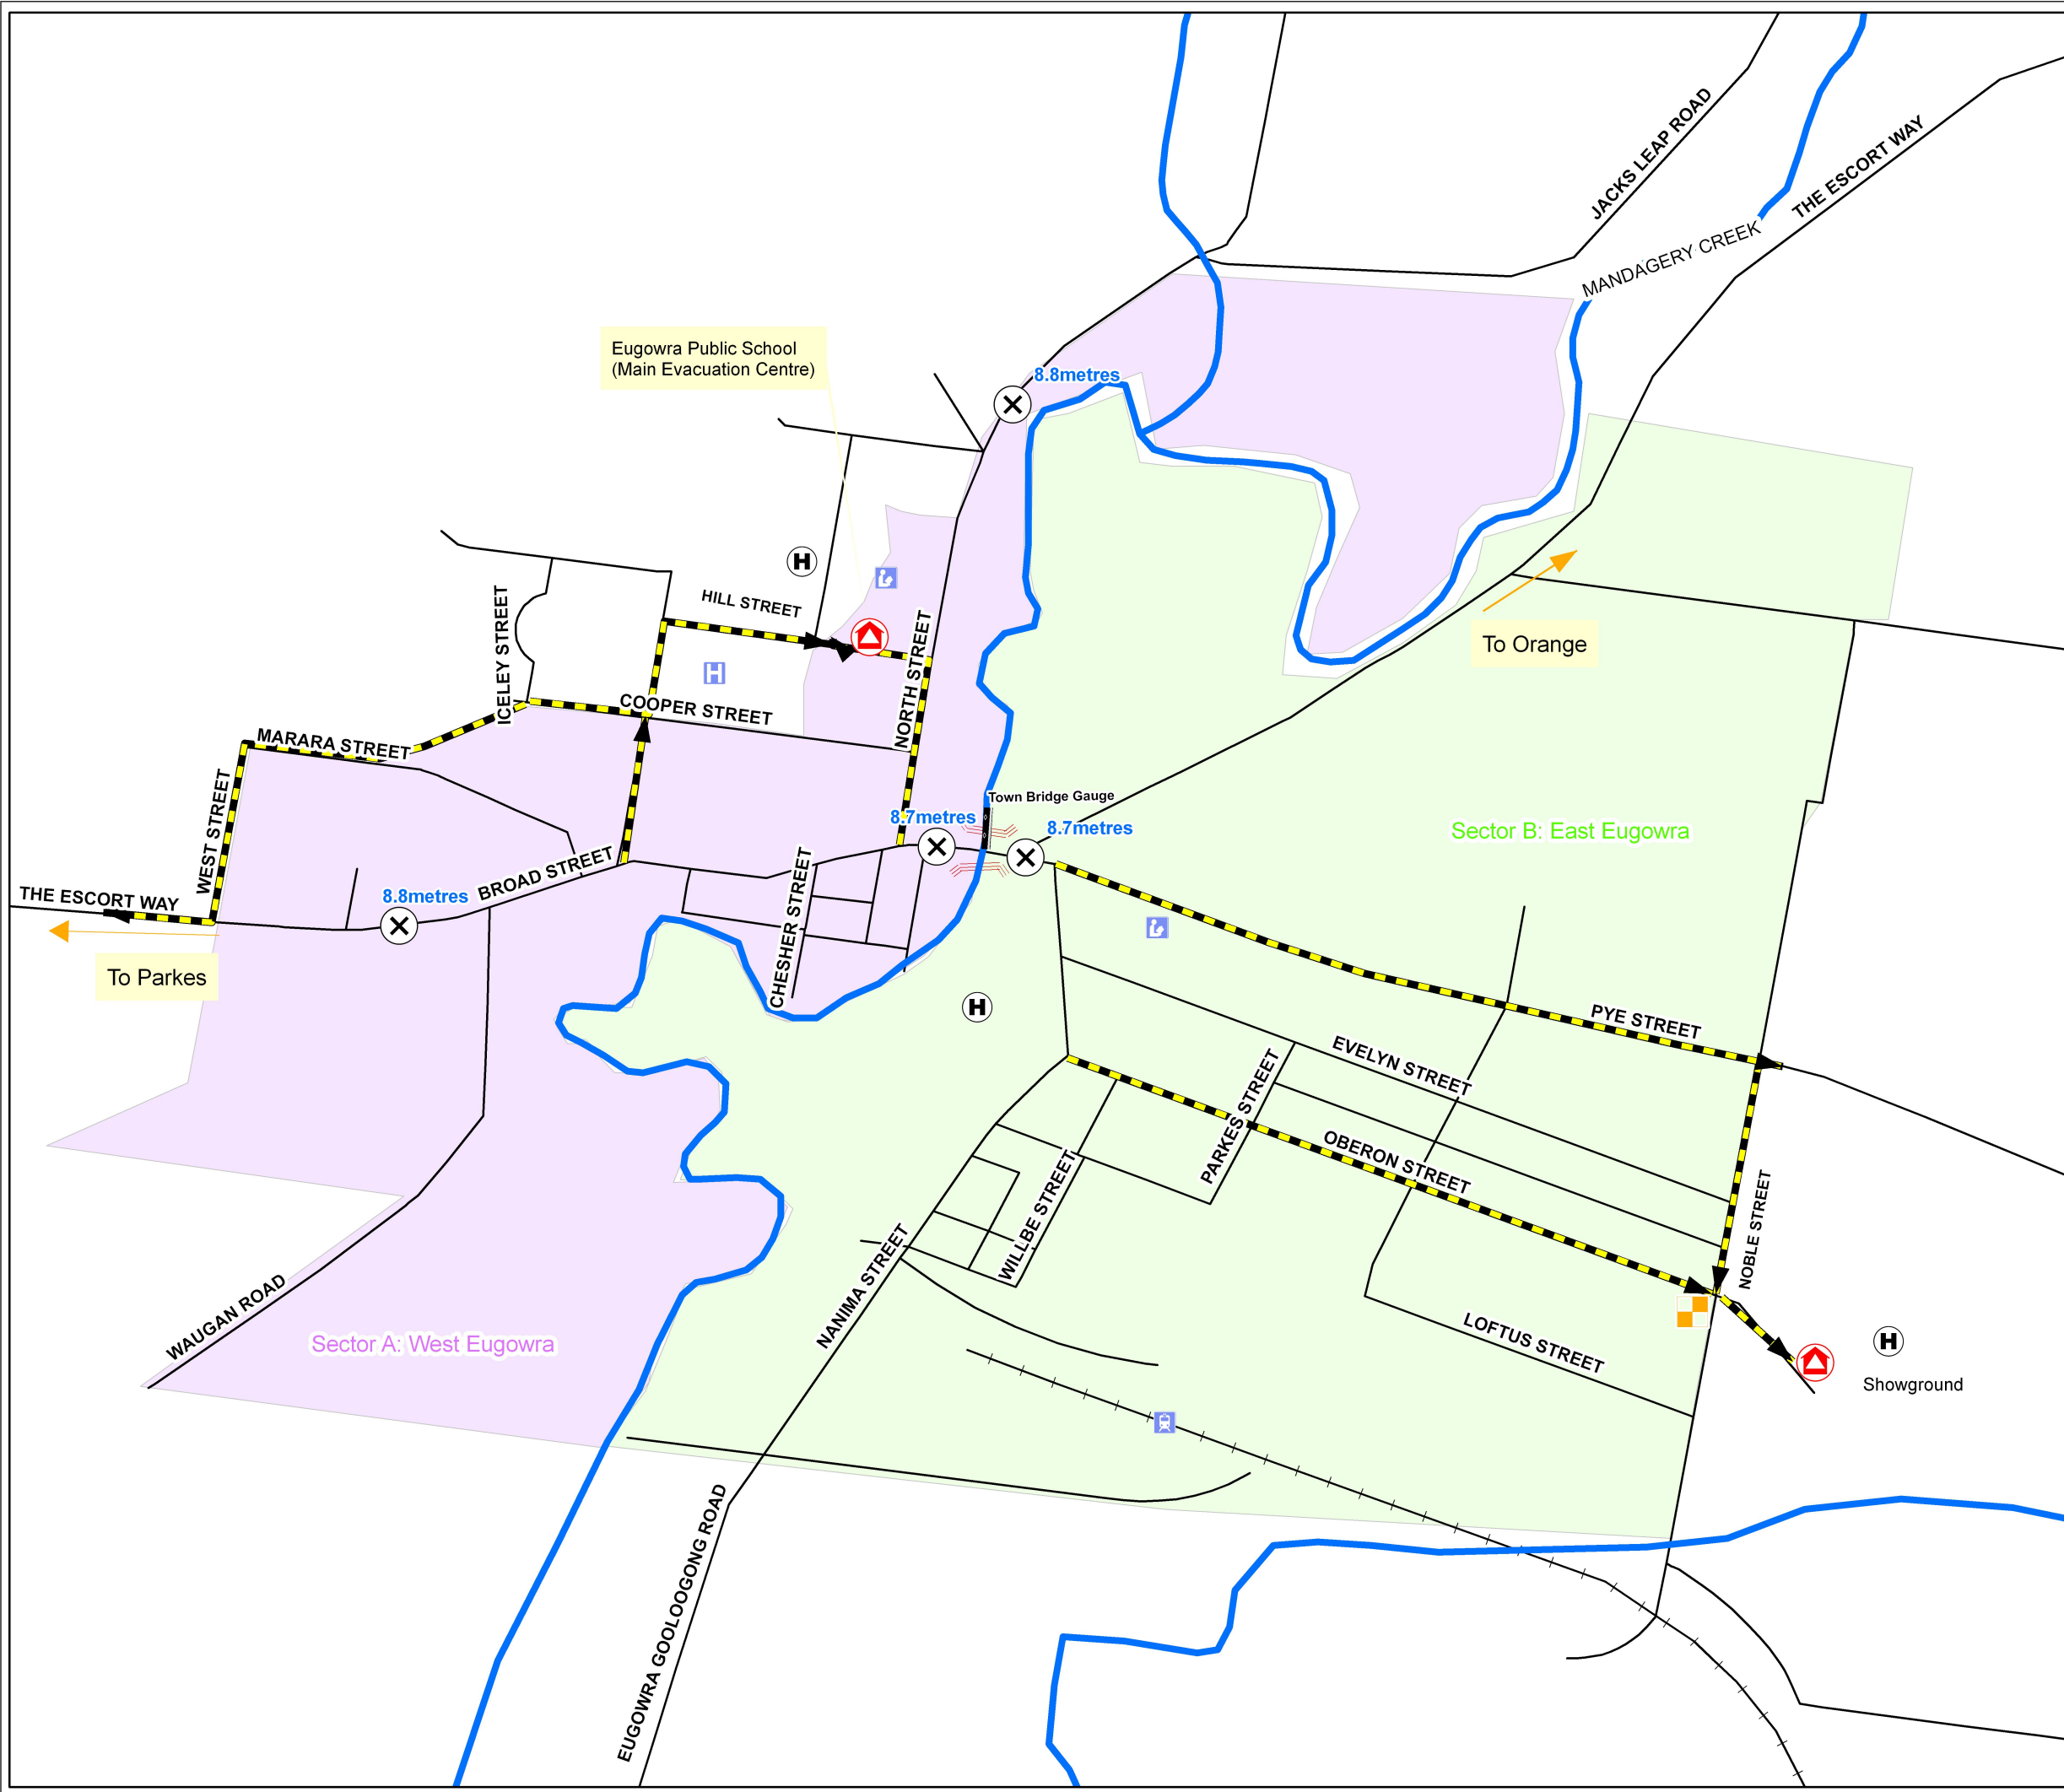 JACKS LEAP ROAD
THE ESCORT WAY
MANDAGERY CREEK
Eugowra Public School
(Main Evacuation Centre)
8.8metres
H
HILL STREET
ICELEY STREET
NORTH STREET
To Orange
H
COOPER STREET
MARARA STREET
WEST STREET
Town Bridge Gauge
8.7metres
8.7metres
Sector B: East Eugowra
BROAD STREET
CHESHER STREET
8.8metres
THE ESCORT WAY
To Parkes
H
PYE STREET
EVELYN STREET
PARKES STREET
OBERON STREET
WILLBE STREET
NOBLE STREET
NANIMA STREET
WAUGAN ROAD
Sector A: West Eugowra
LOFTUS STREET
H
Showground
EUGOWRA GOOLOOGONG ROAD